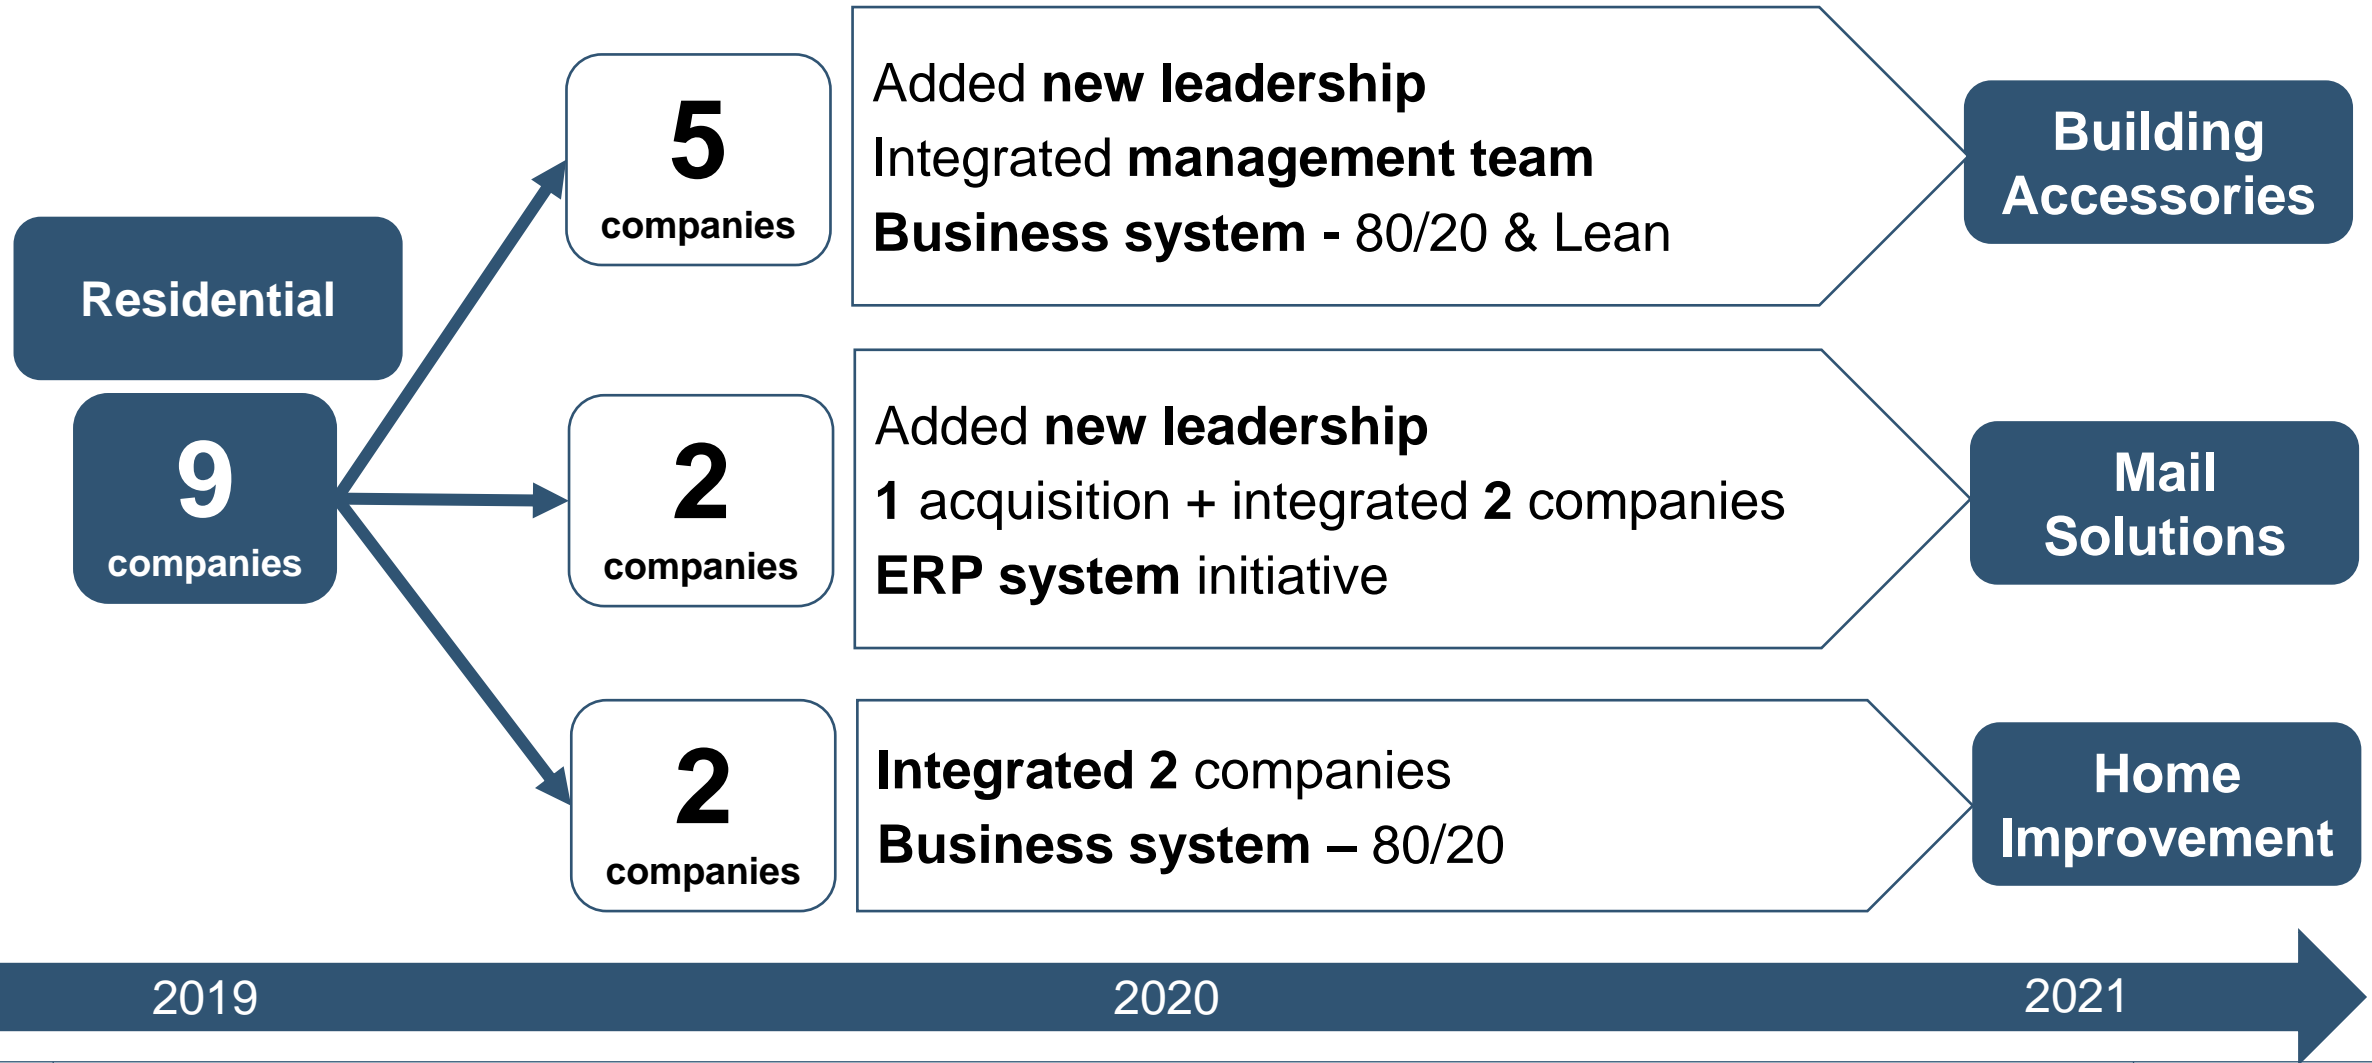 Residential
9
companies
5
companies
Added new leadership
Integrated management team
Business system - 80/20 & Lean
Building
Accessories
2
companies
Added new leadership
1 acquisition + integrated 2 companies
ERP system initiative
Mail
Solutions
2
companies
Integrated 2 companies
Business system – 80/20
Home
Improvement
2019
2020
2021